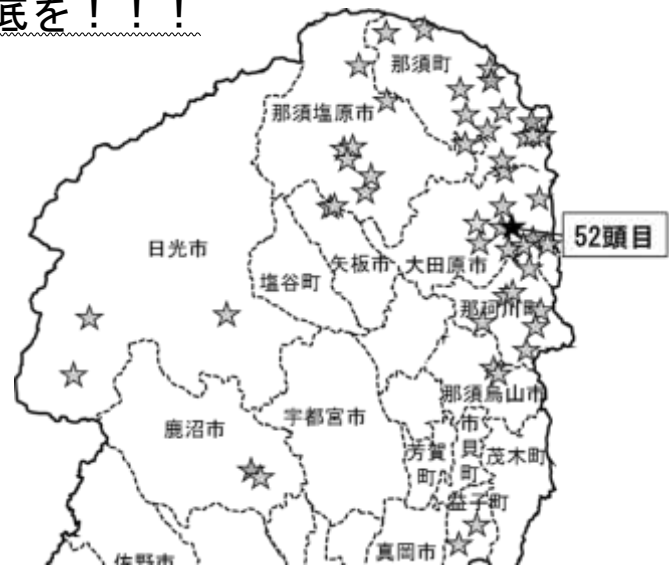 底を！！！
那須町
那須塩原市
52頭目
日光市
矢板市
大田原市
塩谷町
那珂川町
那須烏山市
宇都宮市
鹿沼市
市貝町
芳賀町
茂木町
益子町
真岡市
佐野市